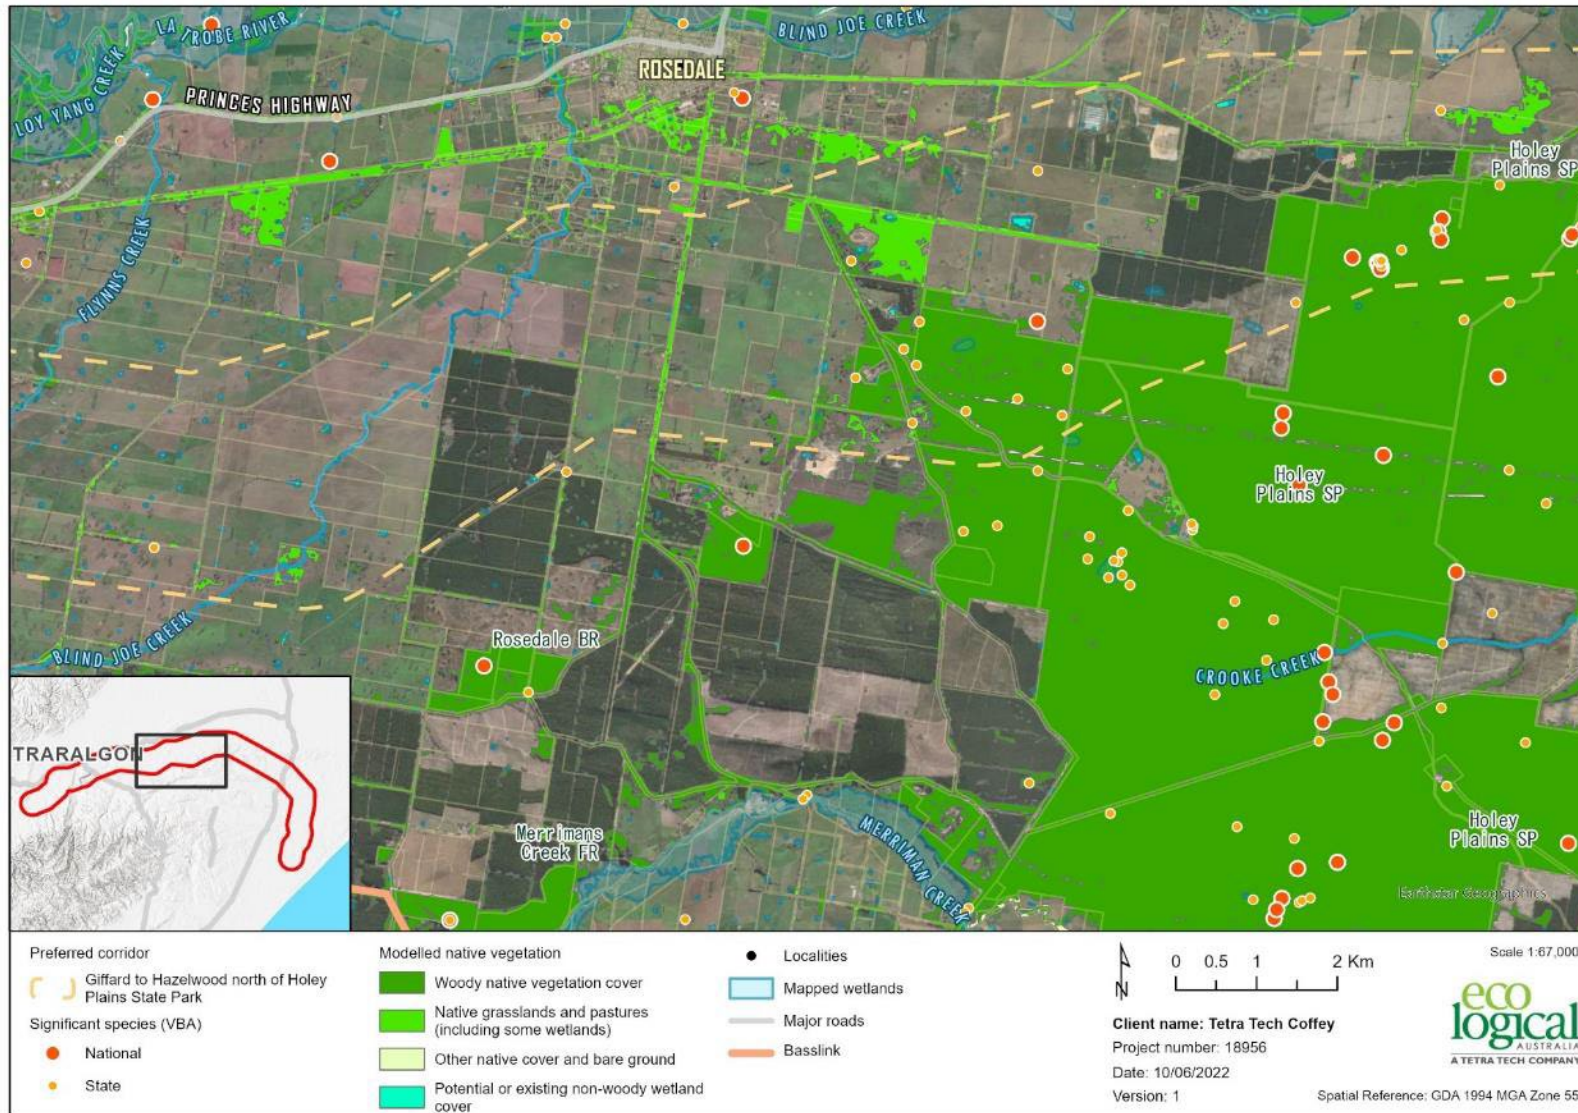 LA TROBE RIVER
BLIND JOE CREEK
ROSEDALE
LOY YANG CREEK
PRINCES HIGHWAY
Holey
Plains SP
FLYNNS CREEK
Holey
Plains SP
Rosedale BR
BLIND JOE CREEK
CROOKE CREEK
TRARALGON
Merrimans
Creek FR
MERRIMAN CREEK
Holey
Plains SP
Earthstar Geographics
Preferred corridor
Giffard to Hazelwood north of Holey
Plains State Park
Significant species (VBA)
National
State
Modelled native vegetation
Woody native vegetation cover
Native grasslands and pastures
(including some wetlands)
Other native cover and bare ground
Potential or existing non-woody wetland
cover
Localities
Mapped wetlands
Major roads
Basslink
N
0 0.5 1 2 Km
Client name: Tetra Tech Coffey
Project number: 18956
Date: 10/06/2022
Version: 1
Scale 1:67,000
eco
logical
AUSTRALIA
A TETRA TECH COMPANY
Spatial Reference: GDA 1994 MGA Zone 55